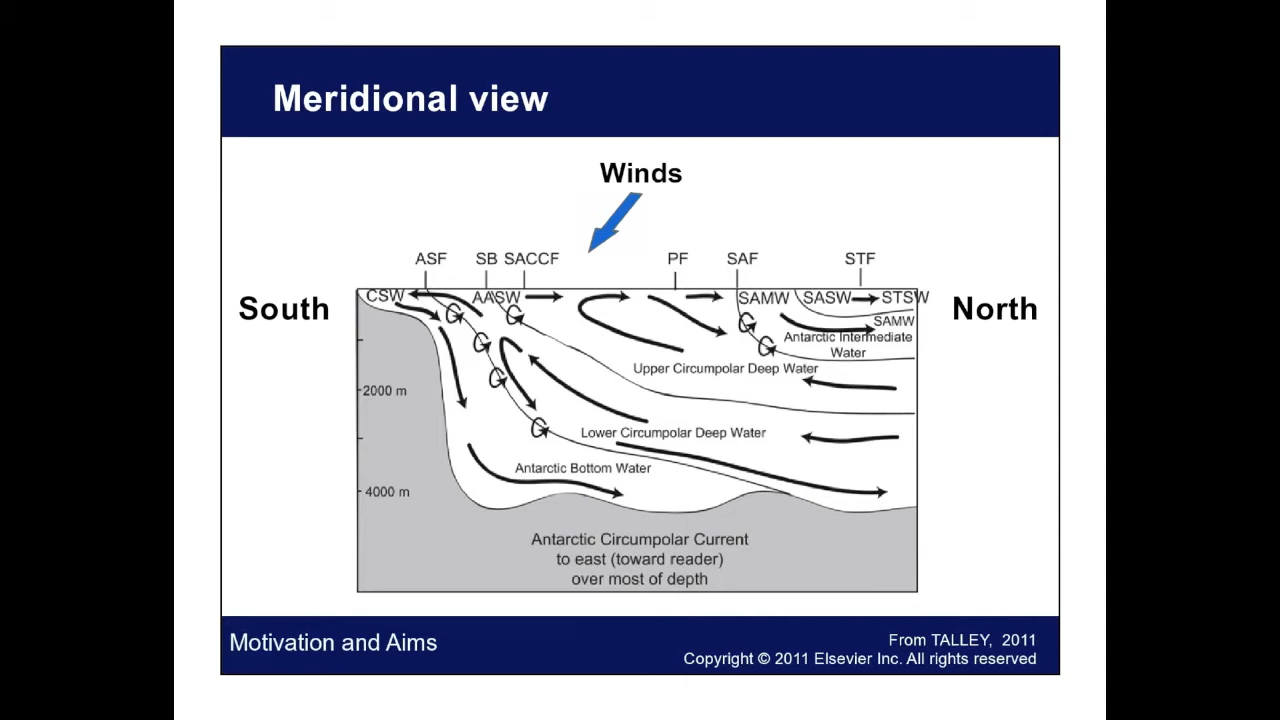 Meridional view
Winds
ASF SB SACCF PF SAF STF
South
North
CSW AASW SAMW SASW STSW
SAMW
Antarctic Intermediate
Water
Upper Circumpolar Deep Water
2000 m
Lower Circumpolar Deep Water
Antarctic Bottom Water
4000 m
Antarctic Circumpolar Current
to east (toward reader)
over most of depth
Motivation and Aims
From TALLEY, 2011
Copyright © 2011 Elsevier Inc. All rights reserved